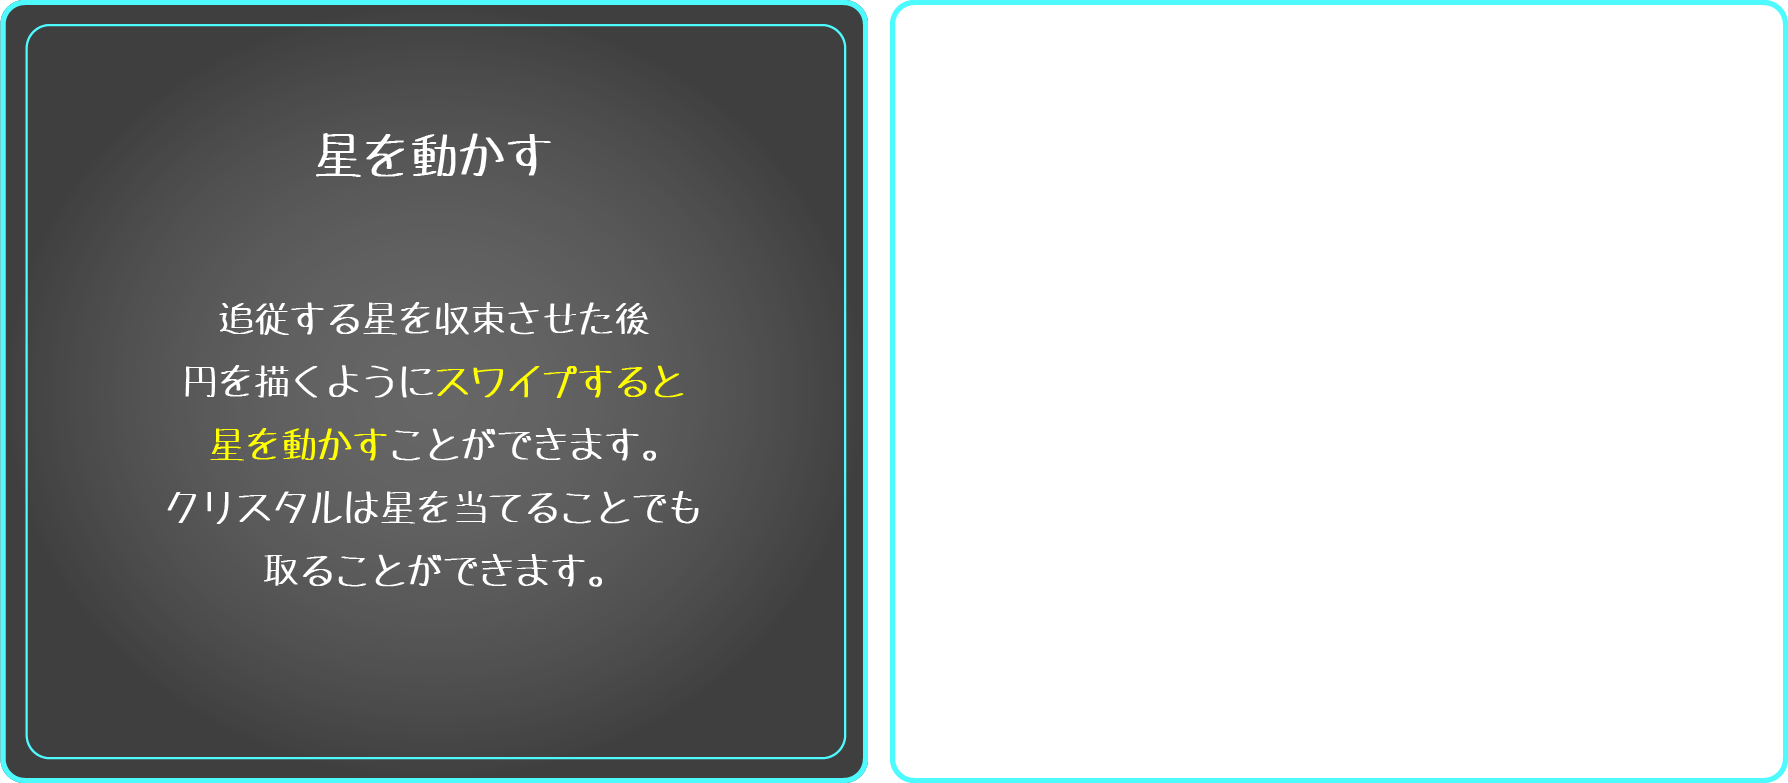 星を動かす
追従する星を収束させた後
円を描くようにスワイプすると
星を動かすことができます。
クリスタルは星を当てることでも
取ることができます。